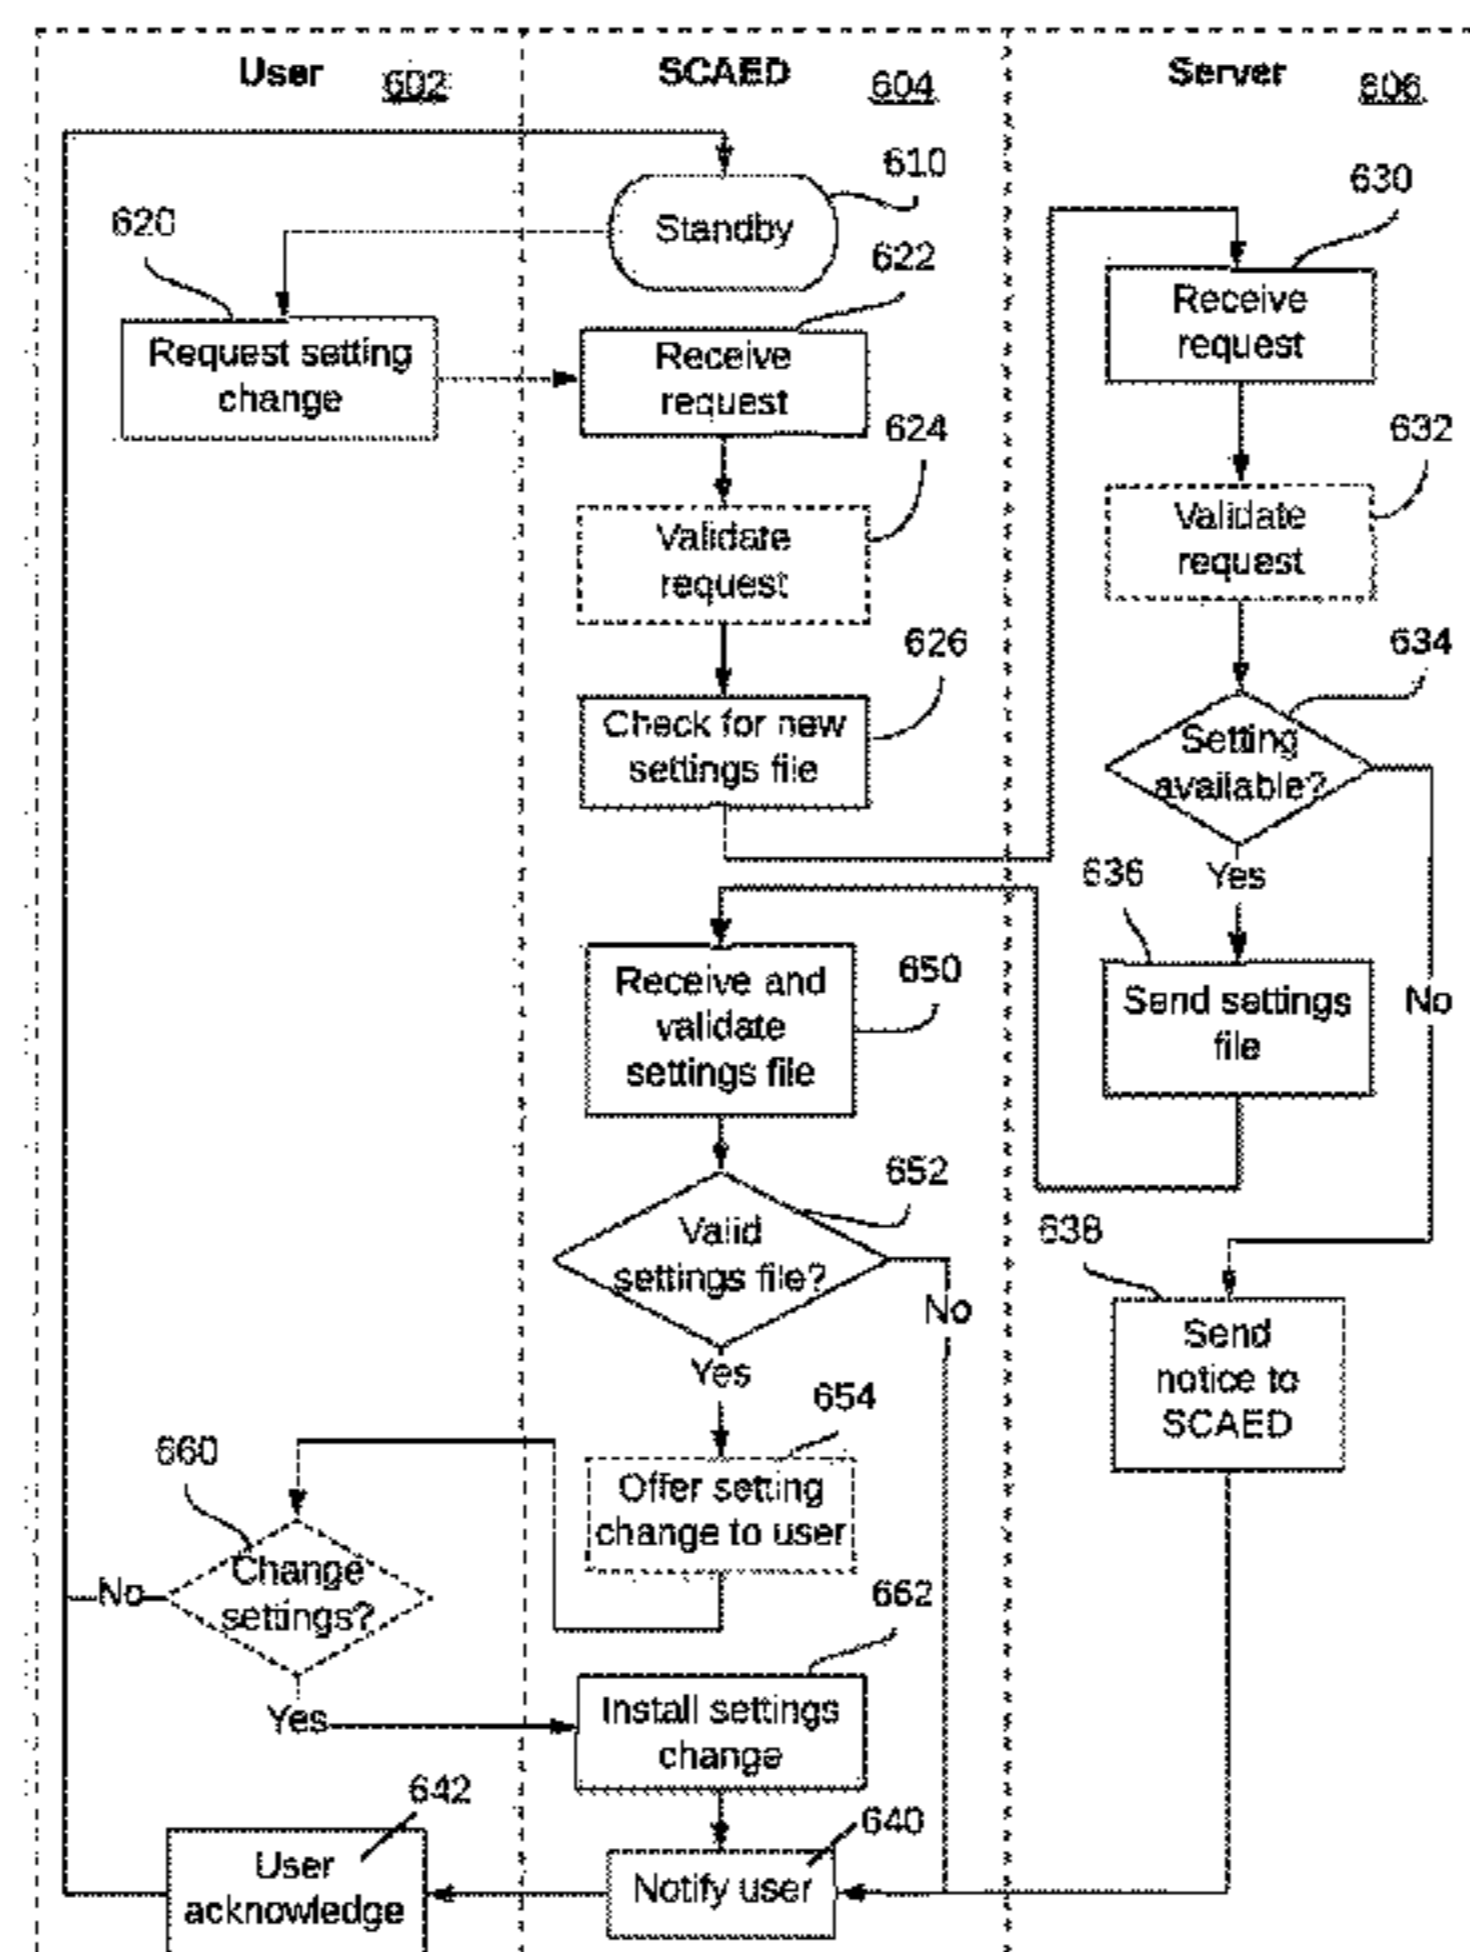 User 602
SCAED 604
Server 606
610
Standby
620
Request setting
change
622
Receive
request
624
Validate
request
626
Check for new
settings file
630
Receive
request
632
Validate
request
634
Setting
available?
Yes
No
636
Send settings
file
638
Send
notice to
SCAED
650
Receive and
validate
settings file
652
Valid
settings file?
No
Yes
654
Offer setting
change to user
660
Change
settings?
No
Yes
662
Install settings
change
640
Notify user
642
User
acknowledge